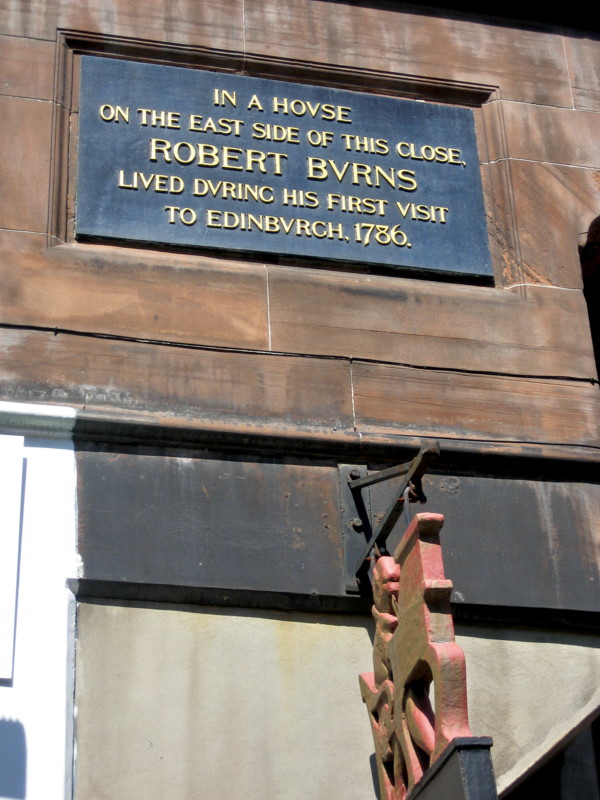 IN A HOVSE
ON THE EAST SIDE OF THIS CLOSE,
ROBERT BVRNS
LIVED DVRING HIS FIRST VISIT
TO EDINBVRGH, 1786.